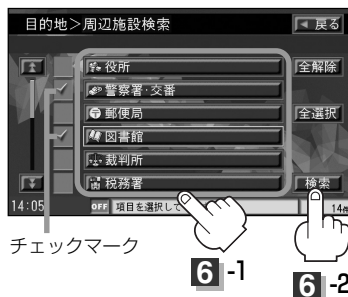 目的地>周辺施設検索
戻る
役所
全解除
警察署・交番
郵便局
全選択
図書館
裁判所
税務署
検索
14:05
OFF 項目を選択して
14件
チェックマーク
6-1
6-2